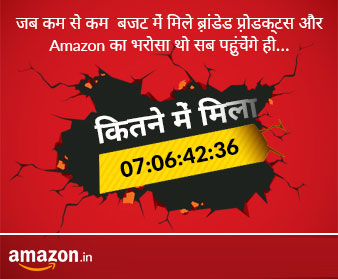 जब कम से कम बजट में मिले ब्रांडेड प्रोडक्ट्स और
Amazon का भरोसा थो सब पहुंचेंगे ही...
कितने में मिला
07:06:42:36
amazon.in